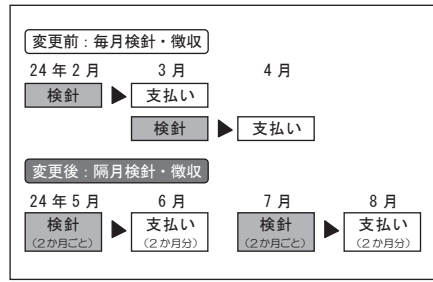 変更前：毎月検針・徴収
24年2月 3月 4月
検針 ▶ 支払い
検針 ▶ 支払い
変更後：隔月検針・徴収
24年5月 6月 7月 8月
検針 ▶ 支払い 検針 ▶ 支払い
（2か月ごと） （2か月分） （2か月ごと） （2か月分）